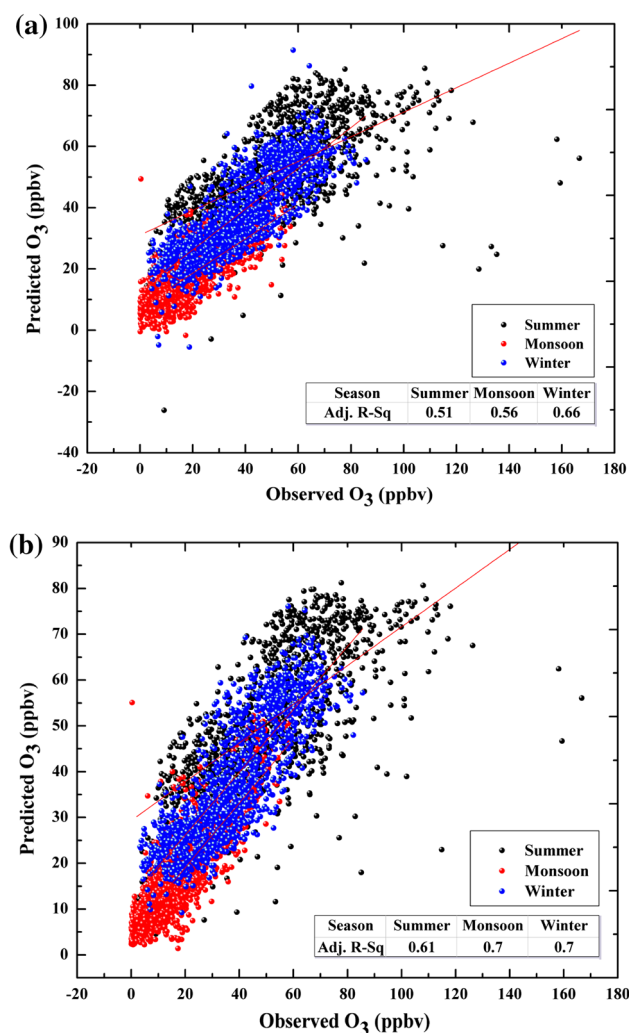 (a)
100
80
60
40
20
0
-20
-40
Predicted O3 (ppbv)
Summer
Monsoon
Winter
Season Summer Monsoon Winter
Adj. R-Sq 0.51 0.56 0.66
-20 0 20 40 60 80 100 120 140 160 180
Observed O3 (ppbv)
(b)
90
80
70
60
50
40
30
20
10
0
Predicted O3 (ppbv)
Summer
Monsoon
Winter
Season Summer Monsoon Winter
Adj. R-Sq 0.61 0.7 0.7
-20 0 20 40 60 80 100 120 140 160 180
Observed O3 (ppbv)